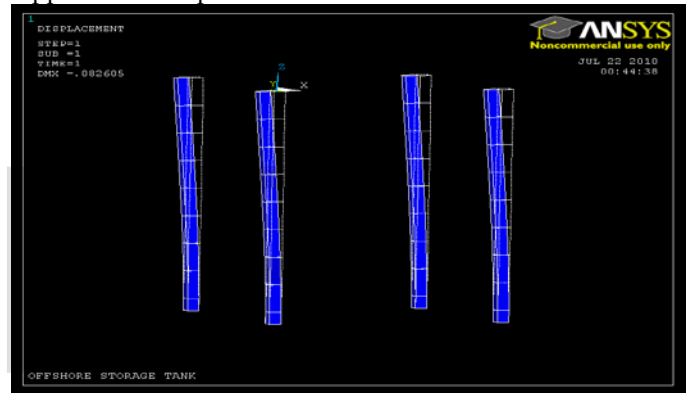 1
DISPLACEMENT
STEP=1
SUB =1
TIME=1
DMX =.082605
ANSYS
Noncommercial use only
JUL 22 2010
00:44:38
Z
Y
X
OFFSHORE STORAGE TANK